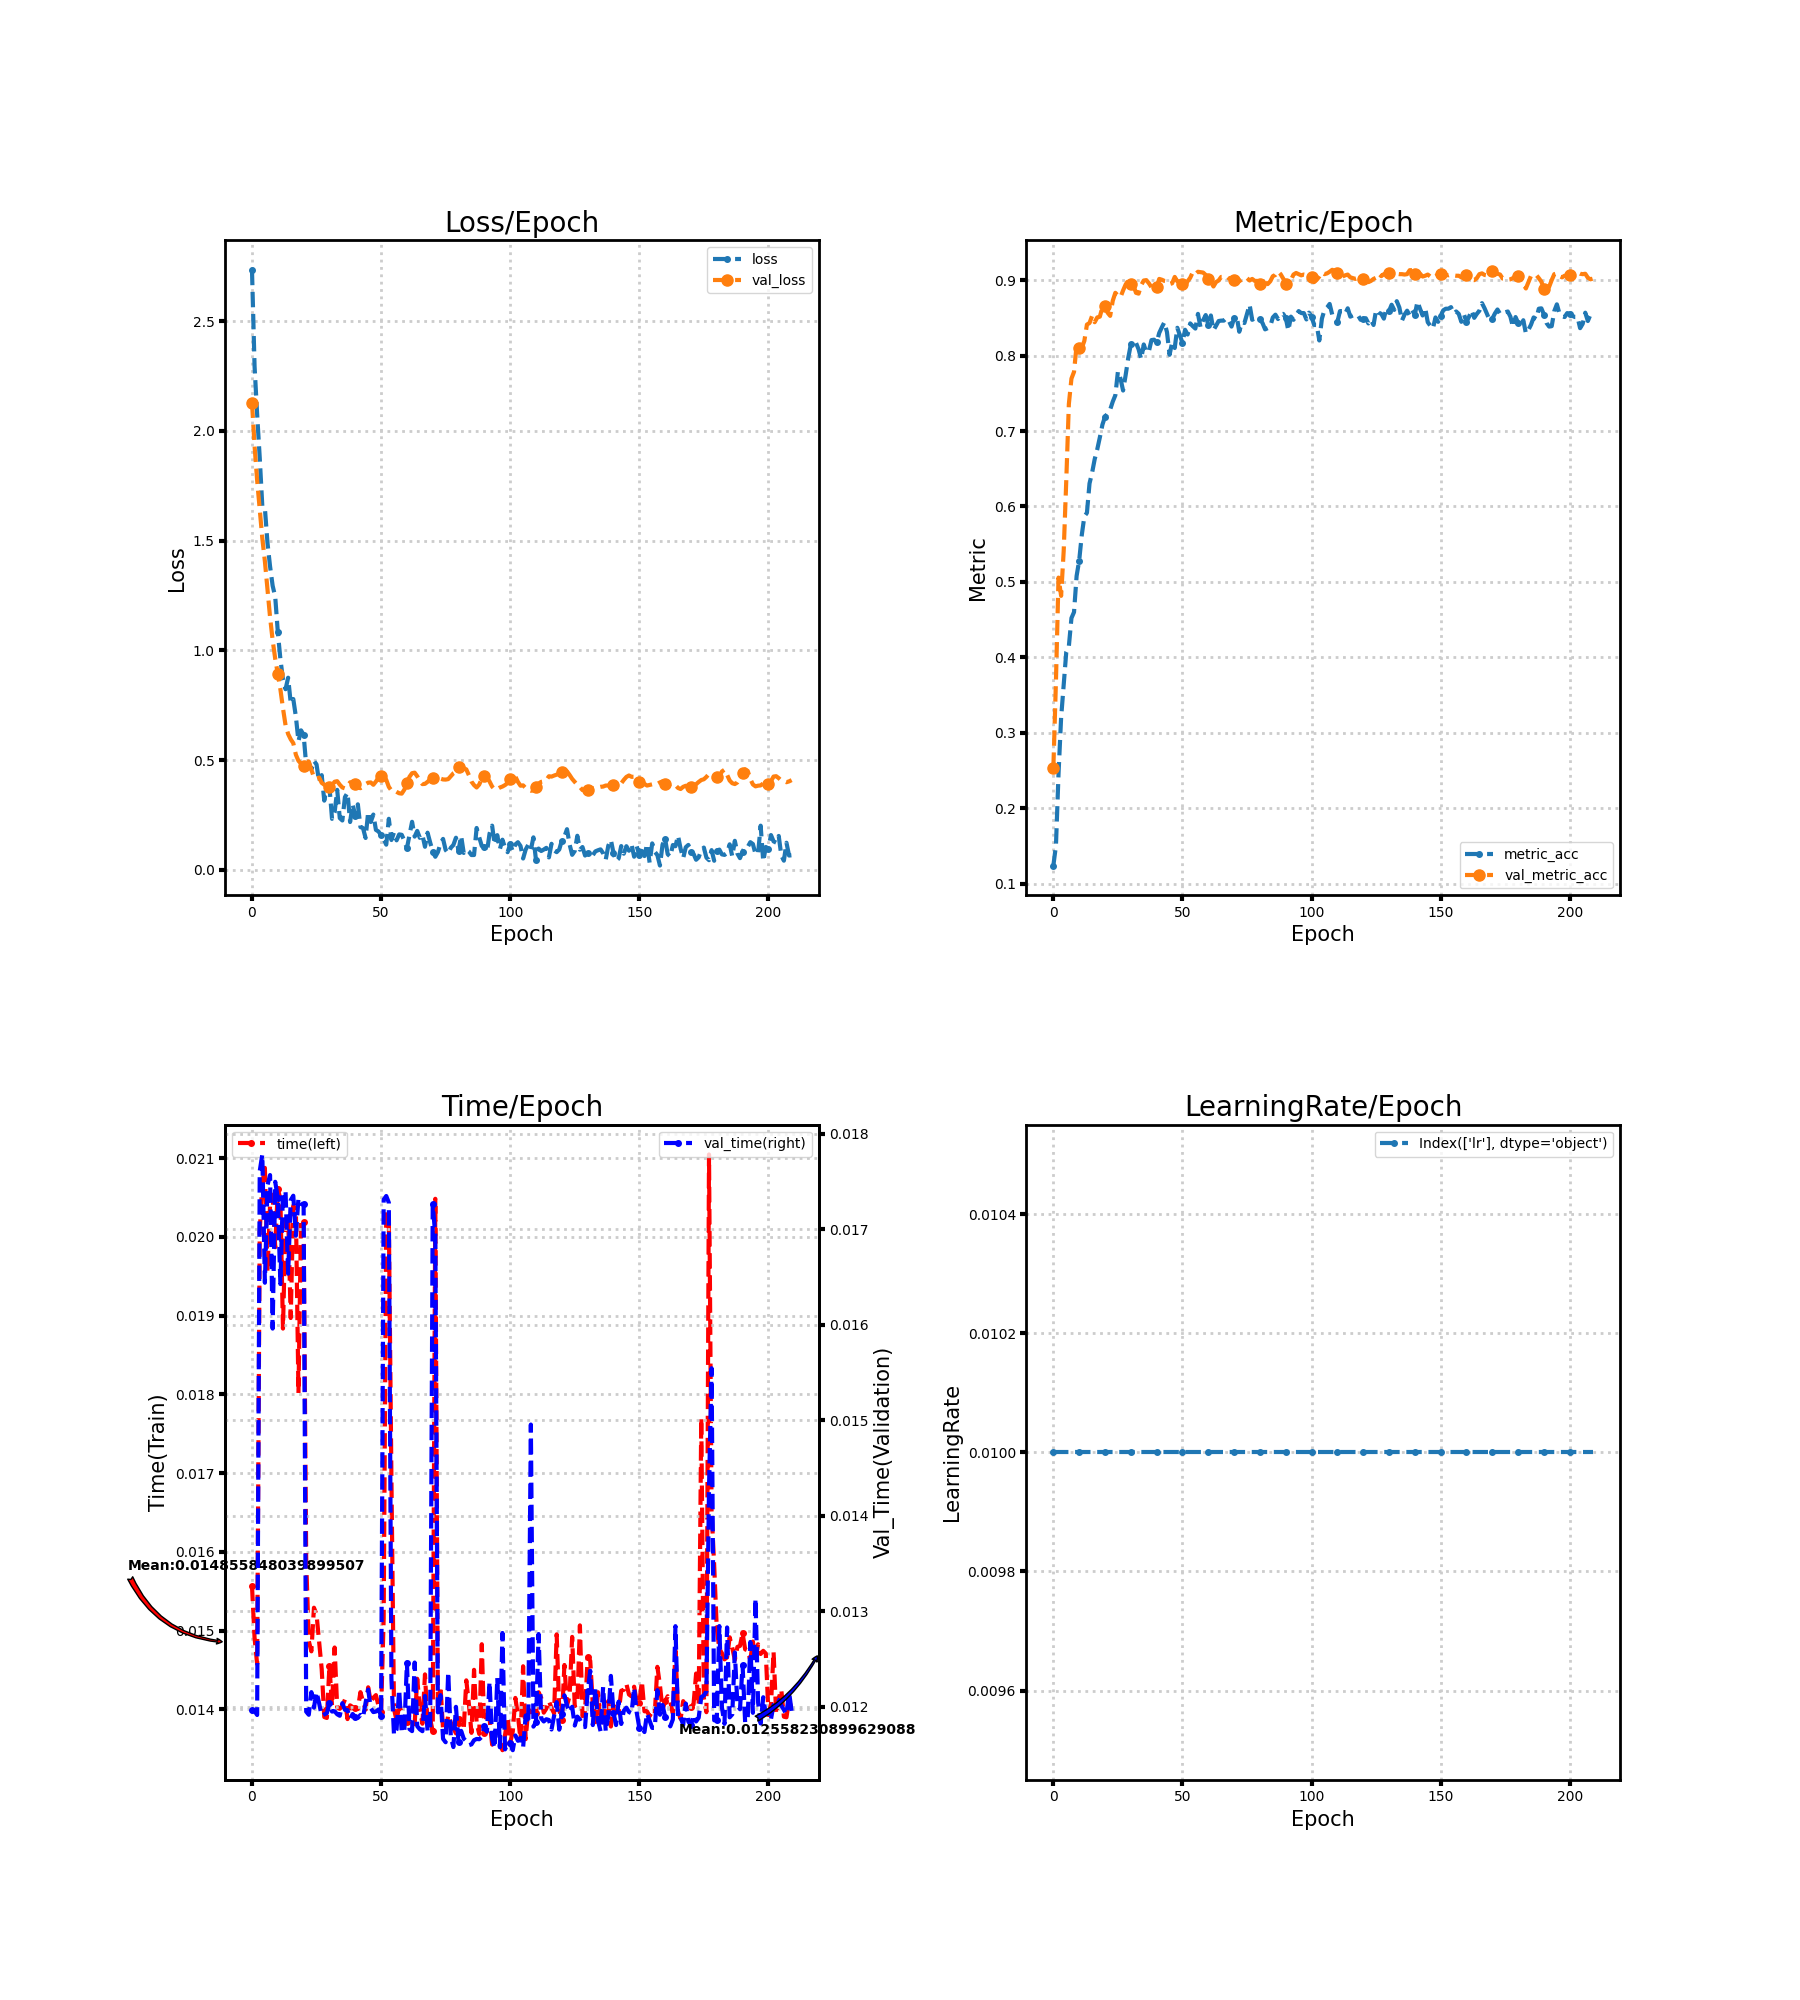 Loss/Epoch
loss
val_loss
2.5
2.0
1.5
1.0
0.5
0.0
Loss
0
50
100
150
200
Epoch
Metric/Epoch
0.9
0.8
0.7
0.6
0.5
0.4
0.3
0.2
0.1
Metric
metric_acc
val_metric_acc
0
50
100
150
200
Epoch
Time/Epoch
time(left)
val_time(right)
0.021
0.020
0.019
0.018
0.017
0.016
0.015
0.014
Time(Train)
Mean:0.014855848039899507
0.018
0.017
0.016
0.015
0.014
0.013
0.012
Val_Time(Validation)
Mean:0.012558230899629088
0
50
100
150
200
Epoch
LearningRate/Epoch
Index(['lr'], dtype='object')
0.0104
0.0102
0.0100
0.0098
0.0096
LearningRate
0
50
100
150
200
Epoch